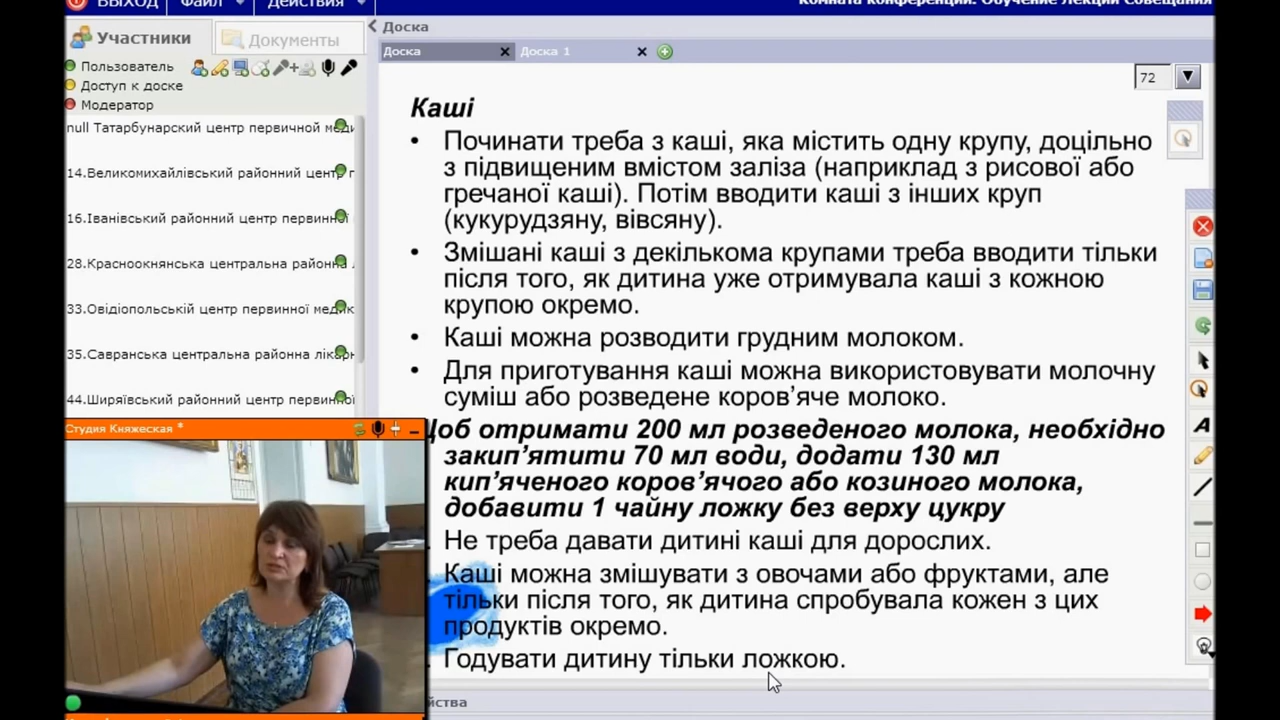 ВЫХОД Файл Действия
Комната конференций: Обучение Лекции Совещания
Участники
Документы
Доска
Доска
Доска 1
Пользователь
Доступ к доске
Модератор
72
null Татарбунарский центр первичной меди
14.Великомихайлівський районний центр п
16.Іванівський районний центр первинної
28.Красноокнянська центральна районна л
33.Овідіопольській центр первинної медик
35.Савранська центральна районна лікарн
44.Ширяївський районний центр первинної
Студия Княжеская *
Каші
• Починати треба з каші, яка містить одну крупу, доцільно
з підвищеним вмістом заліза (наприклад з рисової або
гречаної каші). Потім вводити каші з інших круп
(кукурудзяну, вівсяну).
• Змішані каші з декількома крупами треба вводити тільки
після того, як дитина уже отримувала каші з кожною
крупою окремо.
• Каші можна розводити грудним молоком.
• Для приготування каші можна використовувати молочну
суміш або розведене коров’яче молоко.
Щоб отримати 200 мл розведеного молока, необхідно
закип’ятити 70 мл води, додати 130 мл
кип’яченого коров’ячого або козиного молока,
добавити 1 чайну ложку без верху цукру
Не треба давати дитині каші для дорослих.
Каші можна змішувати з овочами або фруктами, але
тільки після того, як дитина спробувала кожен з цих
продуктів окремо.
Годувати дитину тільки ложкою.
йства